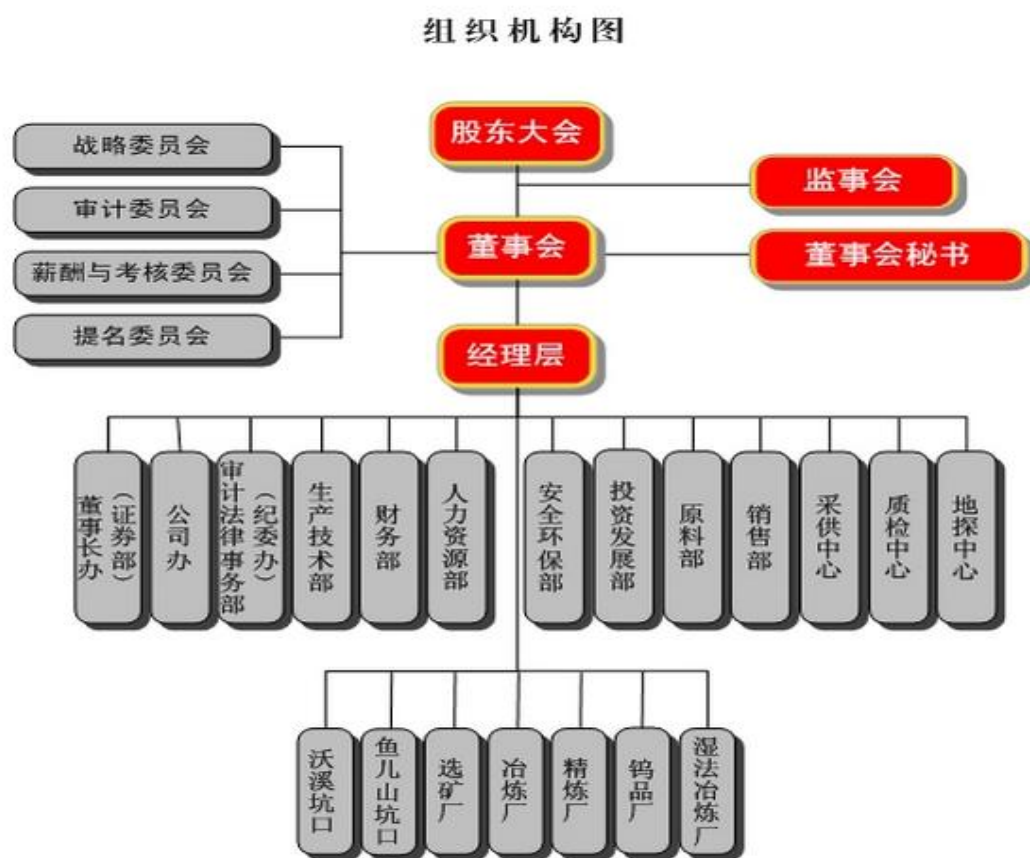 组织机构图
股东大会
战略委员会
监事会
审计委员会
董事会
董事会秘书
薪酬与考核委员会
提名委员会
经理层
董事长办
（证券部）
公司办
审计法律事务部
（纪委办）
生产技术部
财务部
人力资源部
安全环保部
投资发展部
原料部
销售部
采供中心
质检中心
地探中心
沃溪坑口
鱼儿山坑口
选矿厂
冶炼厂
精炼厂
钨品厂
湿法冶炼厂